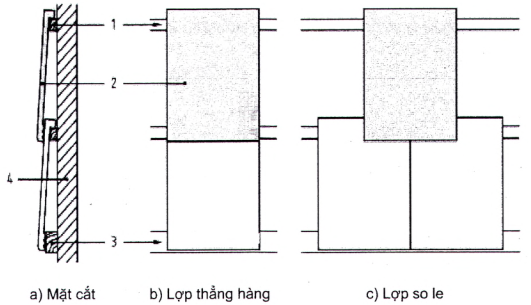 1
2
4
3
a) Mặt cắt
b) Lợp thẳng hàng
c) Lợp so le